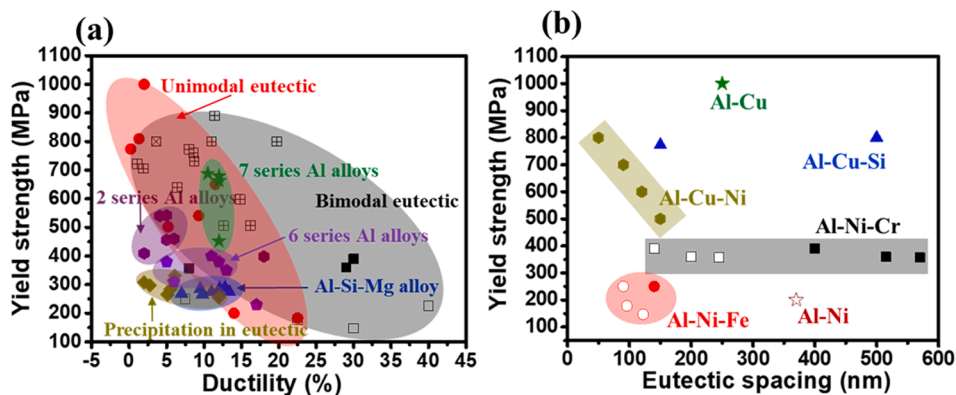 (a)
Yield strength (MPa)
1100
1000
900
800
700
600
500
400
300
200
100
Unimodal eutectic
7 series Al alloys
2 series Al alloys
Bimodal eutectic
6 series Al alloys
Al-Si-Mg alloy
Precipitation in eutectic
-5 0 5 10 15 20 25 30 35 40 45
Ductility (%)
(b)
Yield strength (MPa)
1100
1000
900
800
700
600
500
400
300
200
100
Al-Cu
Al-Cu-Si
Al-Cu-Ni
Al-Ni-Cr
Al-Ni-Fe
Al-Ni
0 100 200 300 400 500 600
Eutectic spacing (nm)